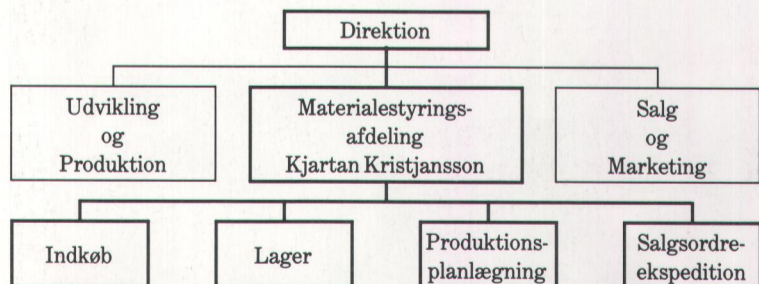 Direktion
Udvikling
og
Produktion
Materialestyrings-
afdeling
Kjartan Kristjansson
Salg
og
Marketing
Indkøb
Lager
Produktions-
planlægning
Salgsordre-
ekspedition